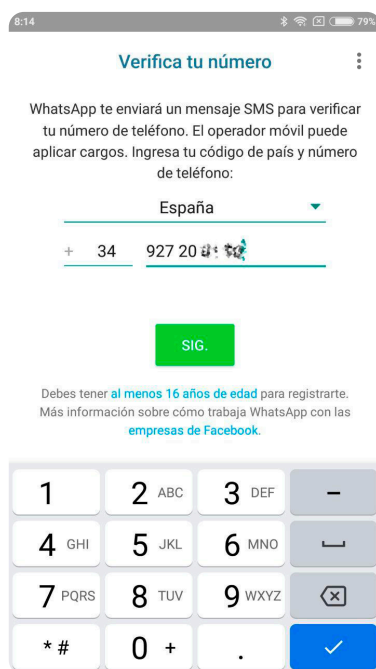 8:14 79%
Verifica tu número
WhatsApp te enviará un mensaje SMS para verificar
tu número de teléfono. El operador móvil puede
aplicar cargos. Ingresa tu código de país y número
de teléfono:
España
+ 34 927 20
SIG.
Debes tener al menos 16 años de edad para registrarte.
Más información sobre cómo trabaja WhatsApp con las
empresas de Facebook.
1 2 ABC 3 DEF –
4 GHI 5 JKL 6 MNO
7 PQRS 8 TUV 9 WXYZ
* # 0 + .